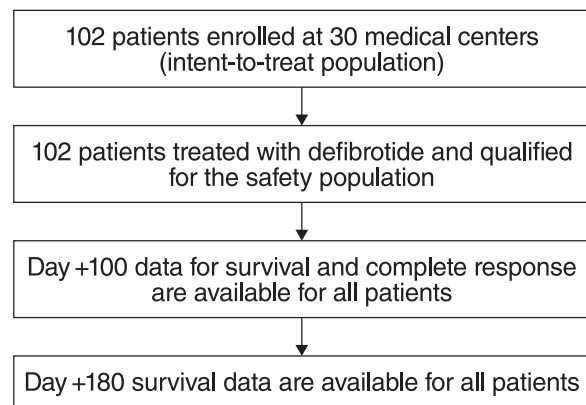 102 patients enrolled at 30 medical centers
(intent-to-treat population)
102 patients treated with defibrotide and qualified
for the safety population
Day +100 data for survival and complete response
are available for all patients
Day +180 survival data are available for all patients